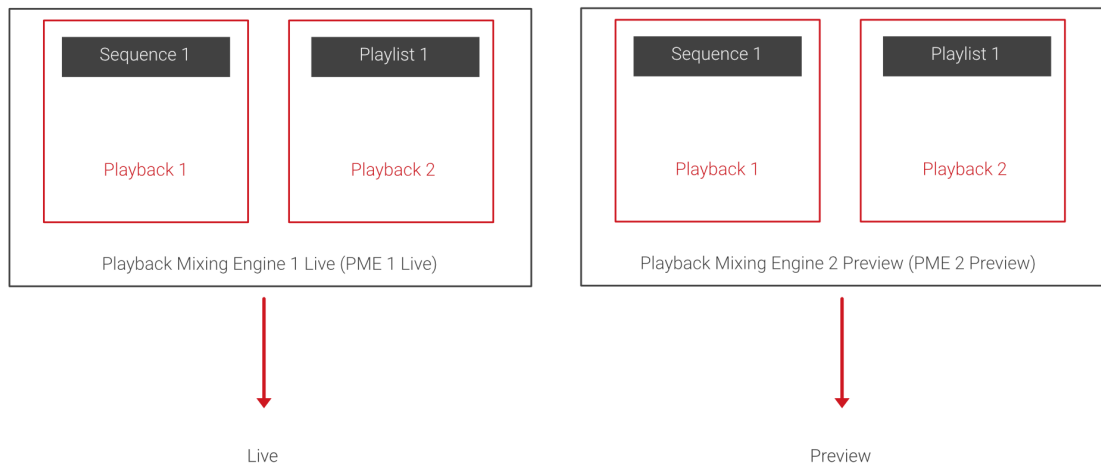 Sequence 1
Playlist 1
Playback 1
Playback 2
Playback Mixing Engine 1 Live (PME 1 Live)
Live
Sequence 1
Playlist 1
Playback 1
Playback 2
Playback Mixing Engine 2 Preview (PME 2 Preview)
Preview